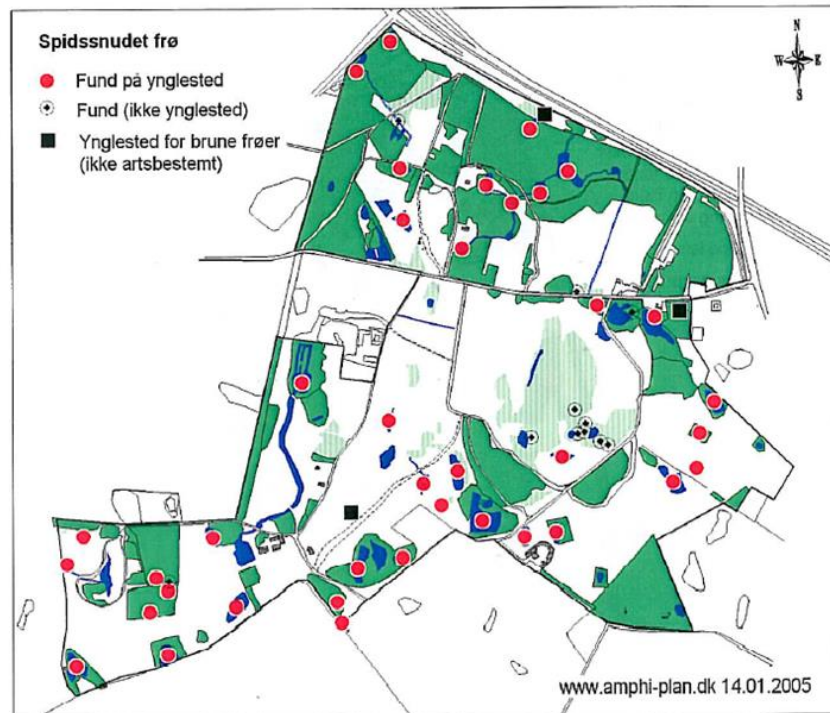 Spidssnudet frø
Fund på ynglested
Fund (ikke ynglested)
Ynglested for brune frøer
(ikke artsbestemt)
N
W E
S
www.amphi-plan.dk 14.01.2005